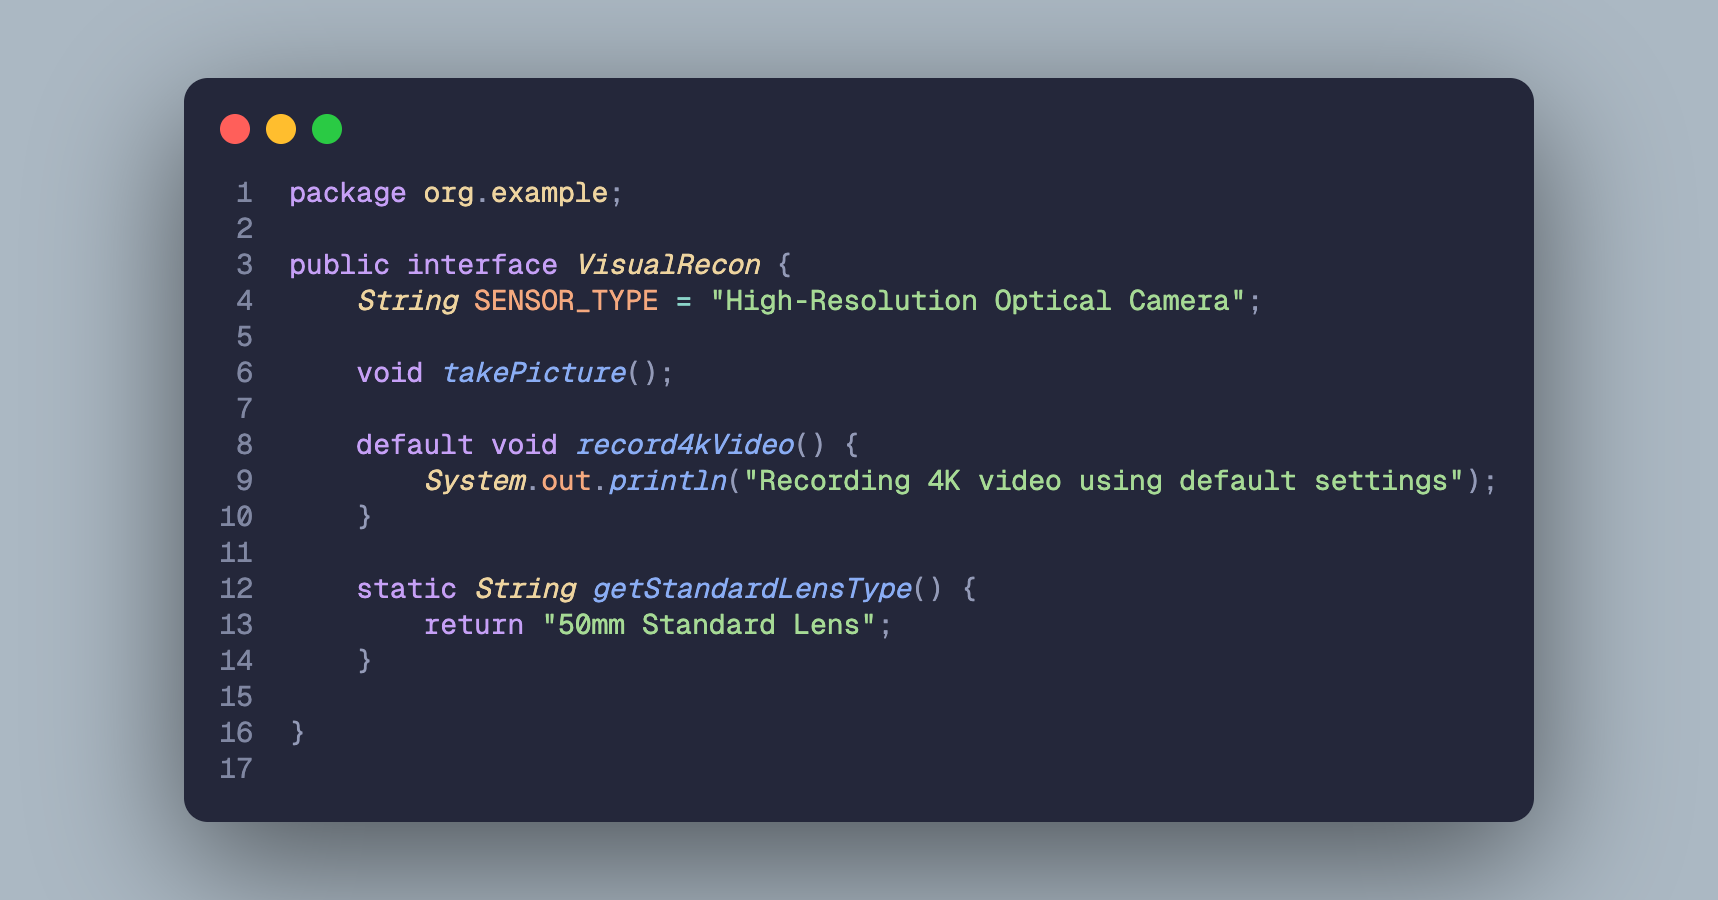 1 package org.example;
2
3 public interface VisualRecon {
4     String SENSOR_TYPE = "High-Resolution Optical Camera";
5
6     void takePicture();
7
8     default void record4kVideo() {
9         System.out.println("Recording 4K video using default settings");
10     }
11
12     static String getStandardLensType() {
13         return "50mm Standard Lens";
14     }
15
16 }
17